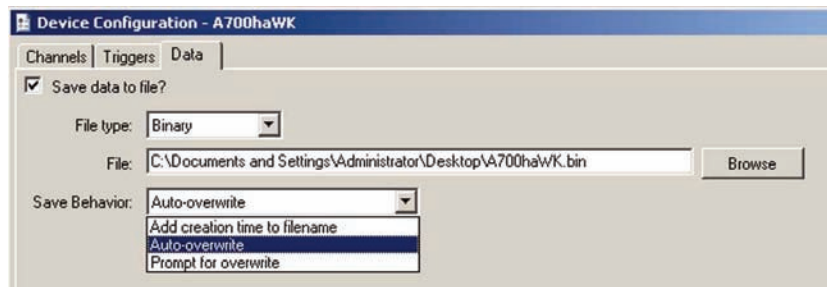 Device Configuration - A700haWK
Channels Triggers Data
Save data to file?
File type: Binary
File: C:\Documents and Settings\Administrator\Desktop\A700haWK.bin Browse
Save Behavior: Auto-overwrite
Add creation time to filename
Auto-overwrite
Prompt for overwrite